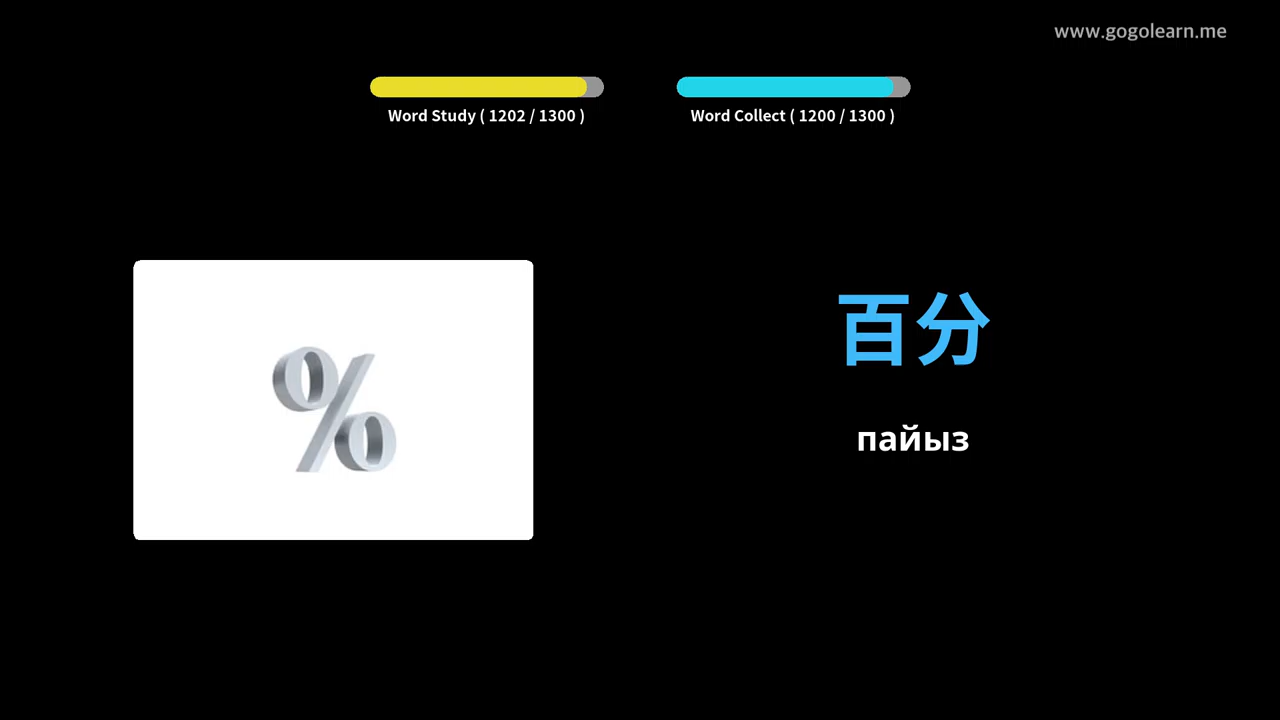 www.gogolearn.me
Word Study ( 1202 / 1300 )
Word Collect ( 1200 / 1300 )
%
百分
пайыз